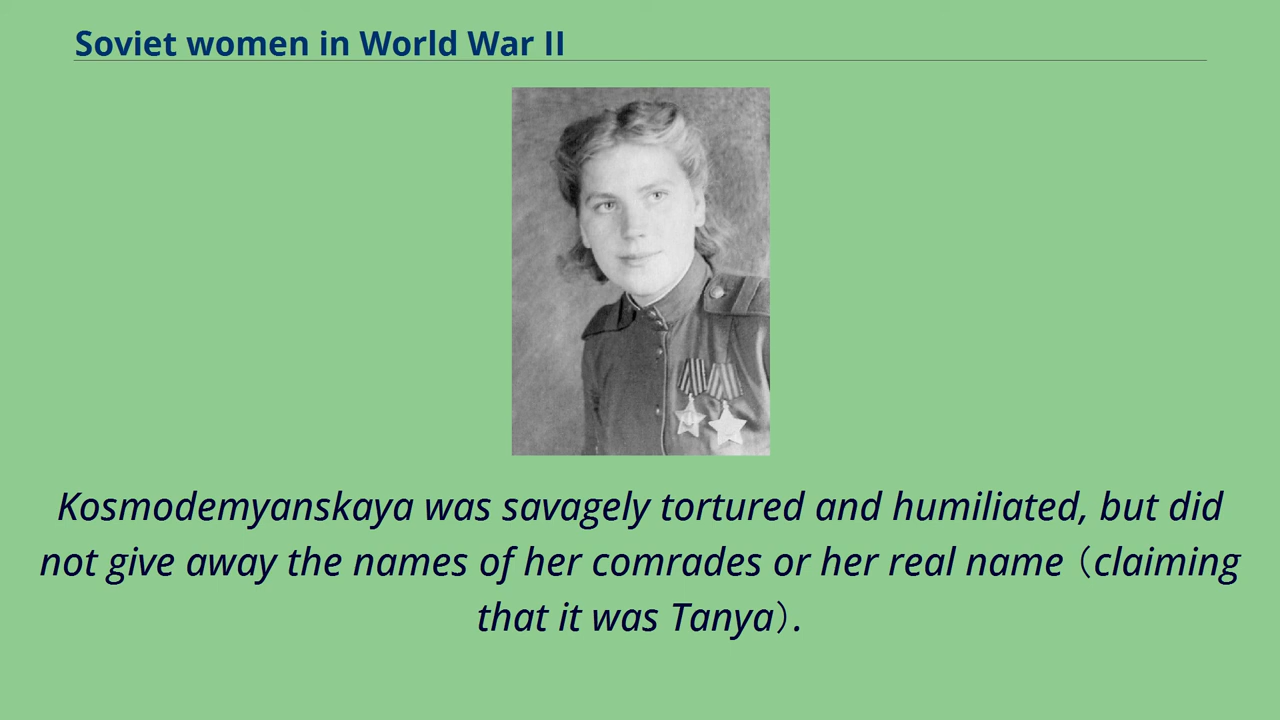 Soviet women in World War II
Kosmodemyanskaya was savagely tortured and humiliated, but did
not give away the names of her comrades or her real name（claiming
that it was Tanya）.